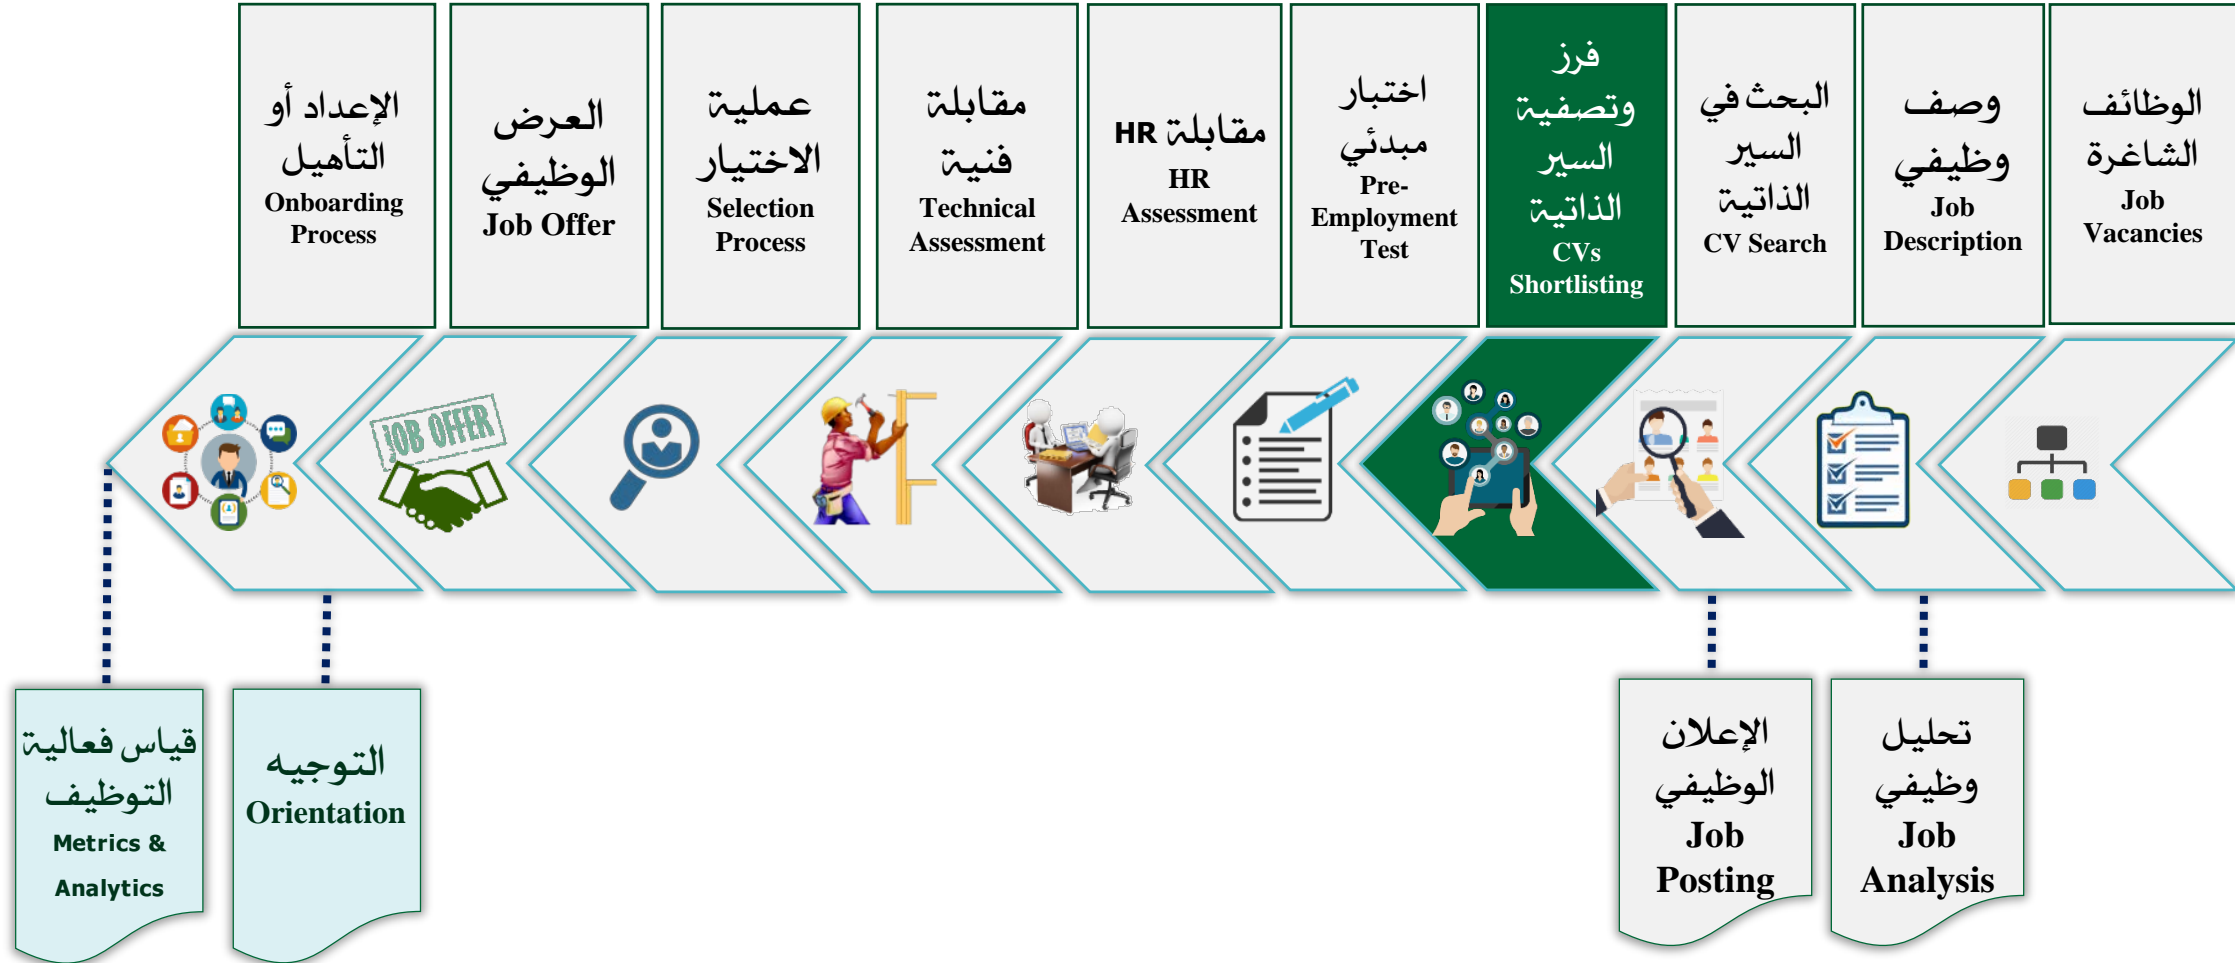 الوظائف
الشاغرة
Job
Vacancies
وصف
وظيفي
Job
Description
البحث في
السير
الذاتية
CV Search
فرز
وتصفية
السير
الذاتية
CVs
Shortlisting
اختبار
مبدئي
Pre-
Employment
Test
مقابلة HR
HR
Assessment
مقابلة
فنية
Technical
Assessment
عملية
الاختيار
Selection
Process
العرض
الوظيفي
Job Offer
الإعداد أو
التأهيل
Onboarding
Process
JOB OFFER
تحليل
وظيفي
Job
Analysis
الإعلان
الوظيفي
Job
Posting
التوجيه
Orientation
قياس فعالية
التوظيف
Metrics &
Analytics